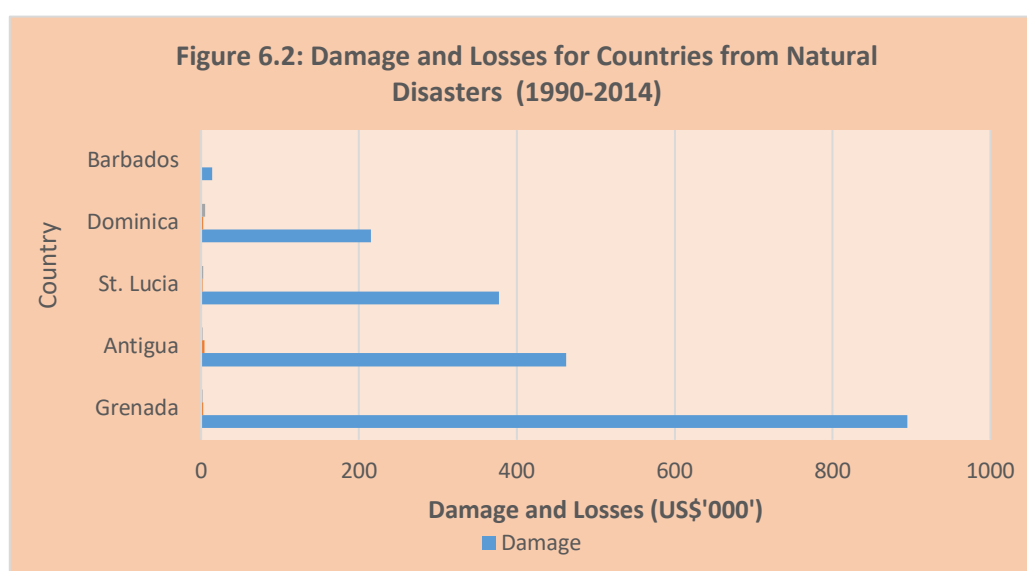 Figure 6.2: Damage and Losses for Countries from Natural
Disasters (1990-2014)
Country
Barbados
Dominica
St. Lucia
Antigua
Grenada
0 200 400 600 800 1000
Damage and Losses (US$'000')
Damage